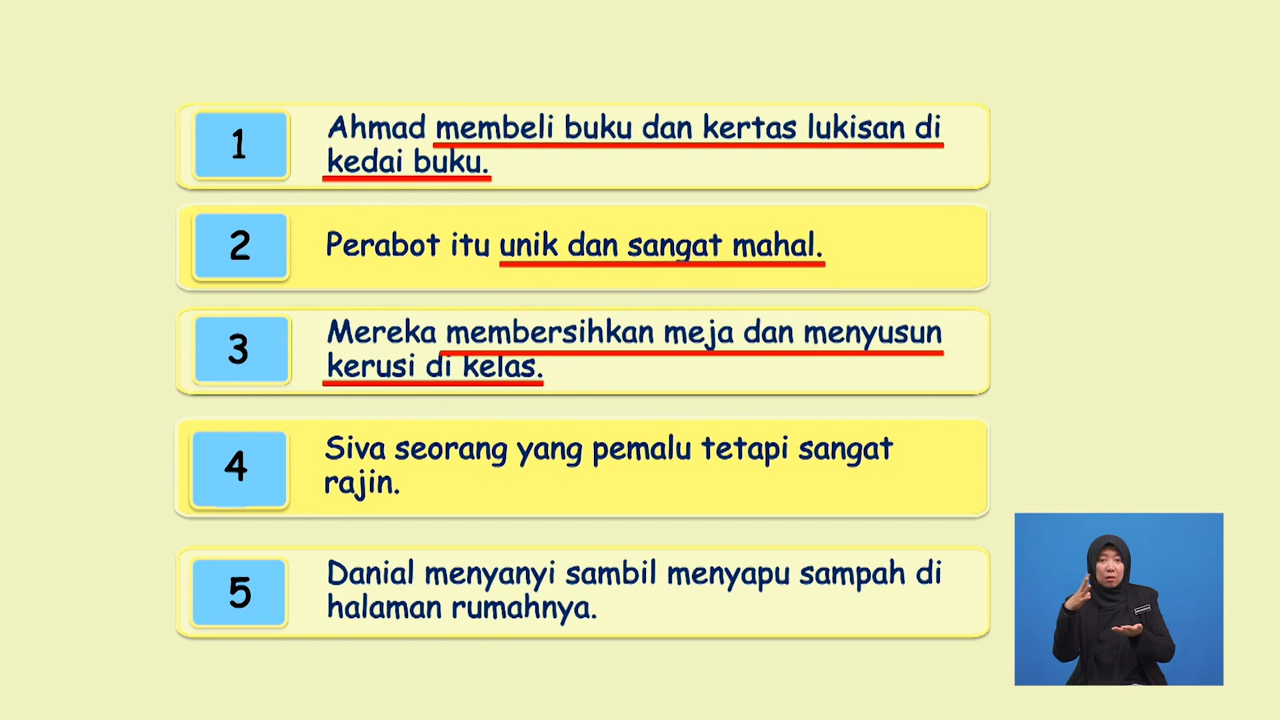 1
Ahmad membeli buku dan kertas lukisan di
kedai buku.
2
Perabot itu unik dan sangat mahal.
3
Mereka membersihkan meja dan menyusun
kerusi di kelas.
4
Siva seorang yang pemalu tetapi sangat
rajin.
5
Danial menyanyi sambil menyapu sampah di
halaman rumahnya.